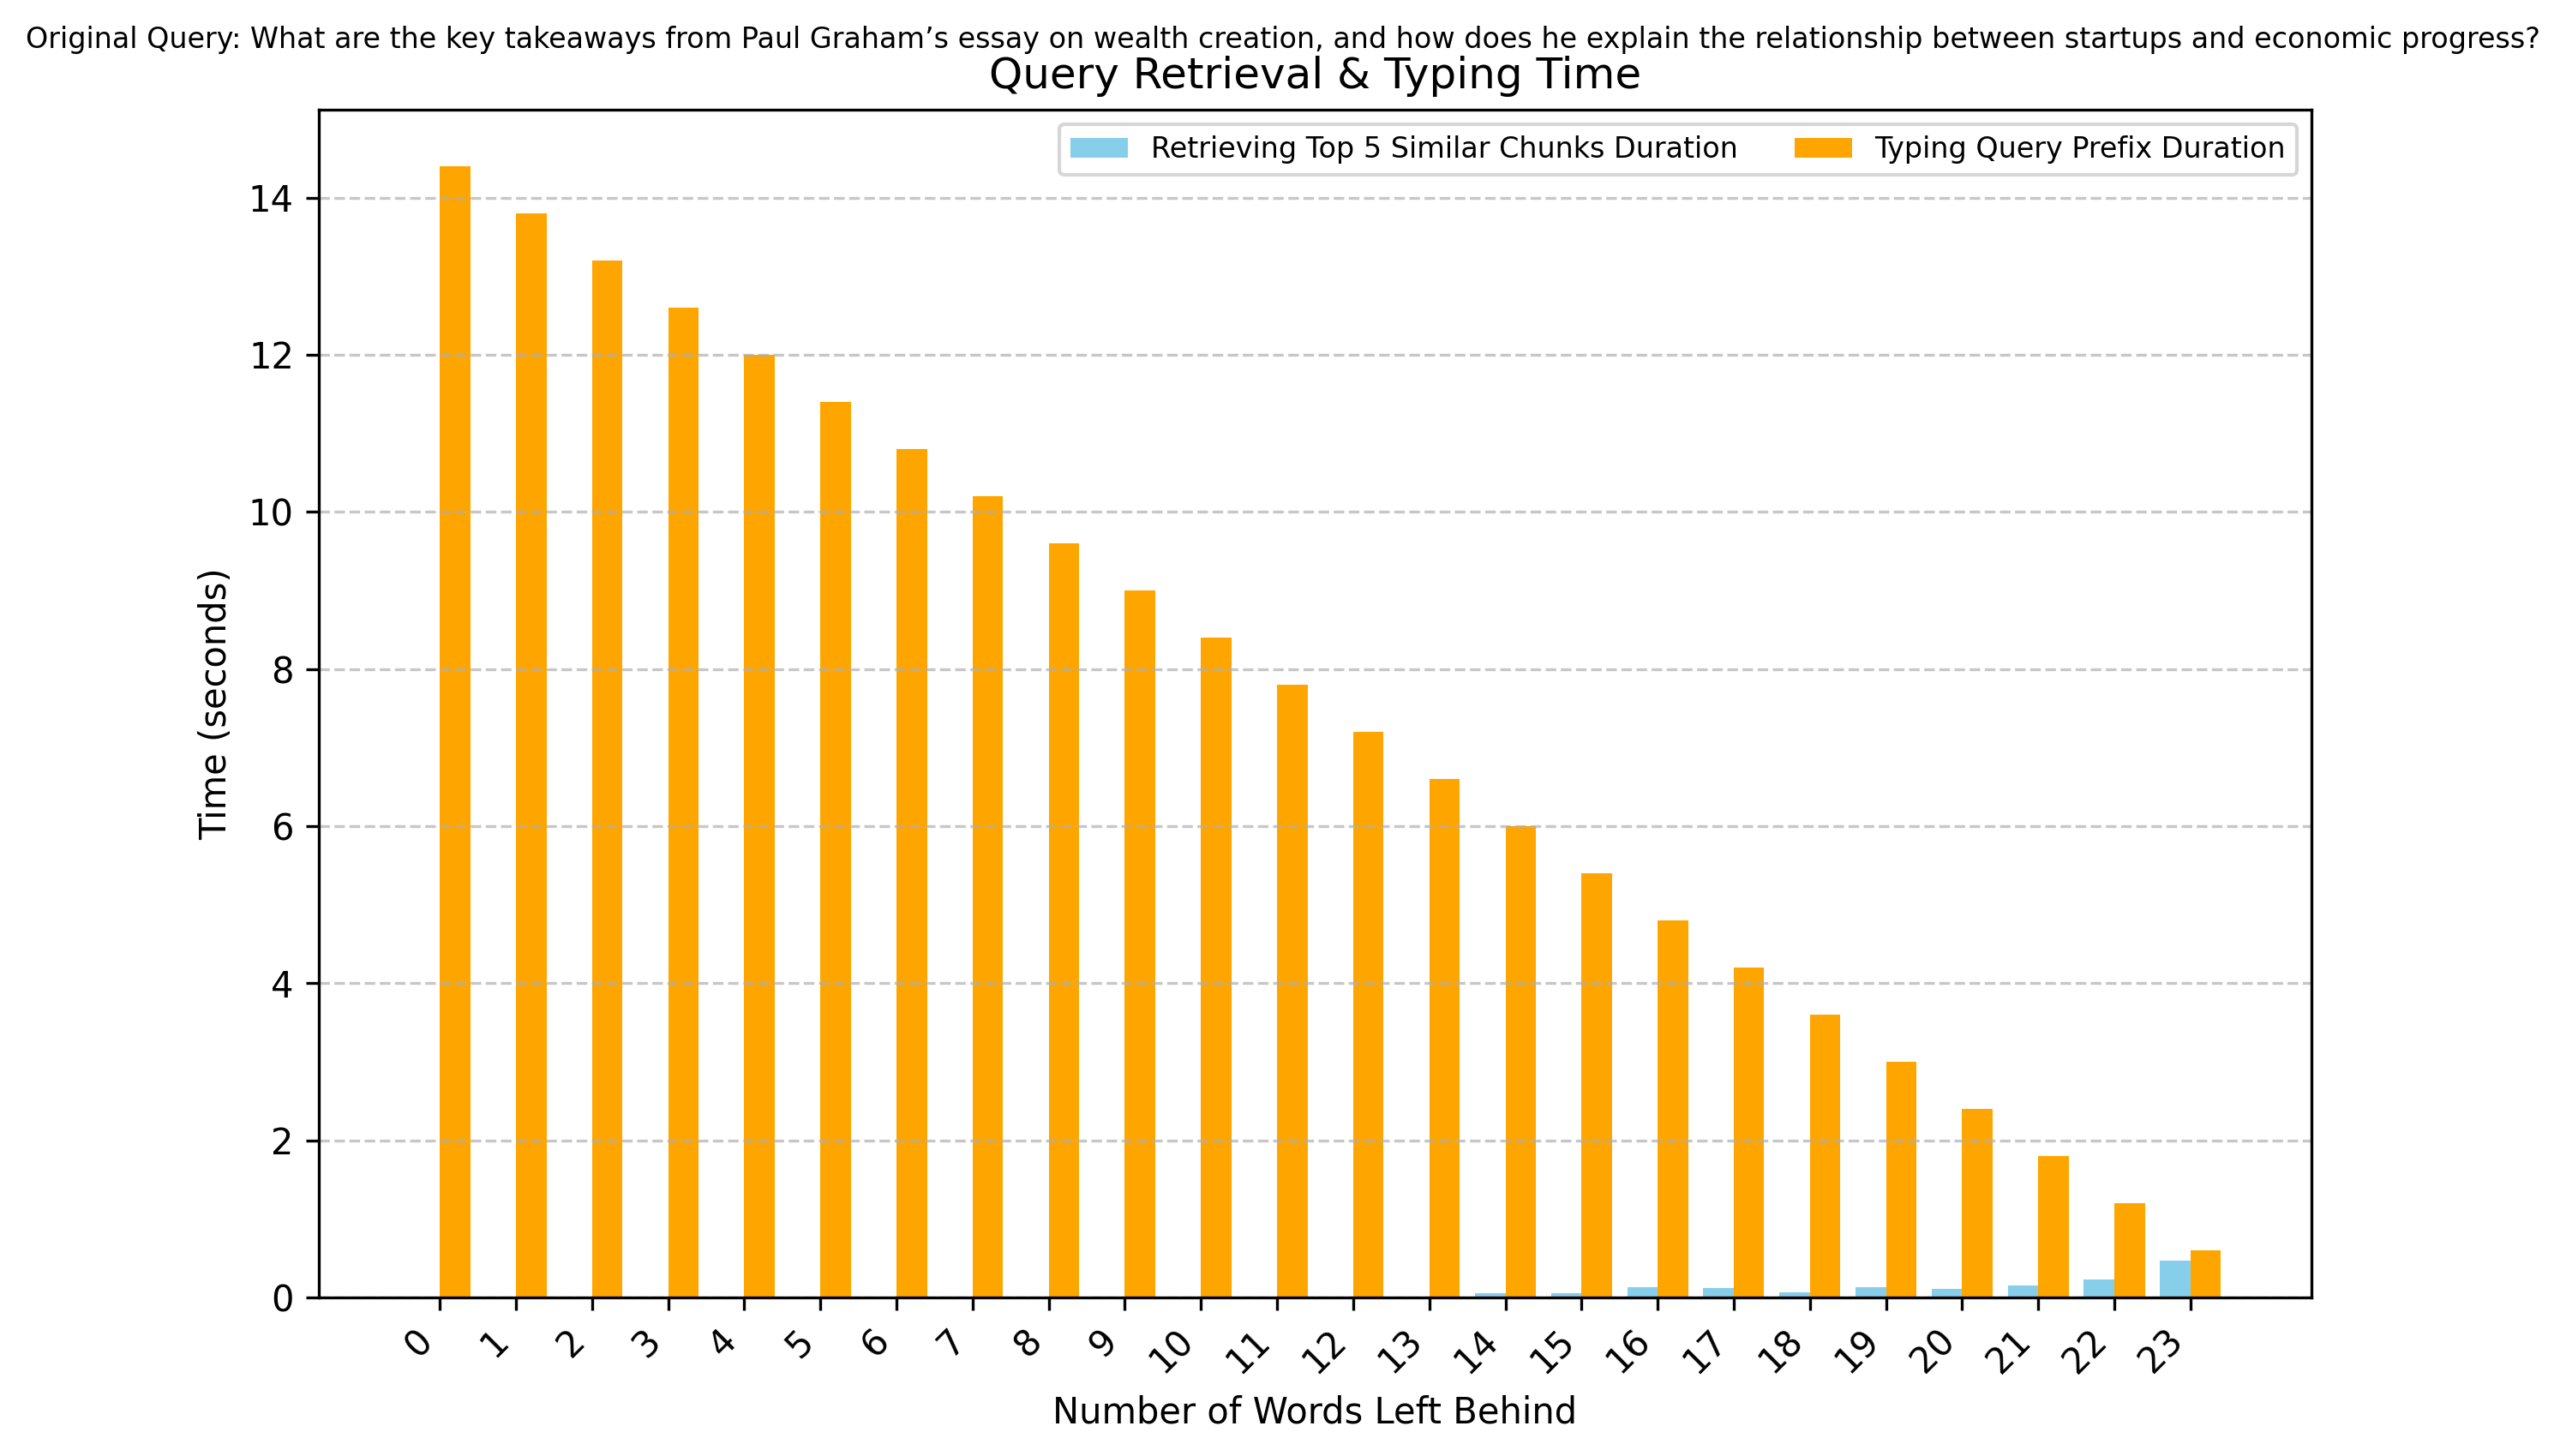 Original Query: What are the key takeaways from Paul Graham’s essay on wealth creation, and how does he explain the relationship between startups and economic progress?
Query Retrieval & Typing Time
Retrieving Top 5 Similar Chunks Duration
Typing Query Prefix Duration
14
12
10
8
6
4
2
0
Time (seconds)
0 1 2 3 4 5 6 7 8 9 10 11 12 13 14 15 16 17 18 19 20 21 22 23
Number of Words Left Behind